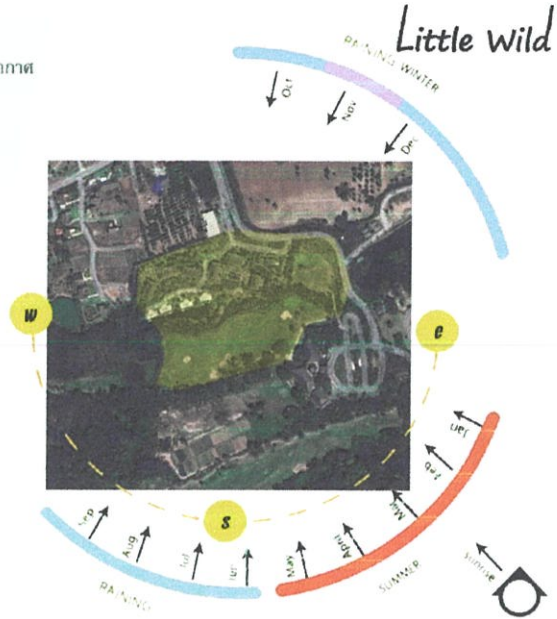 Little Wild
RAINING WINTER
Oct
Nov
Dec
w
e
s
Jan
Feb
Mar
April
May
Jun
Jul
Aug
Sep
SUMMER
RAINING
sunrise